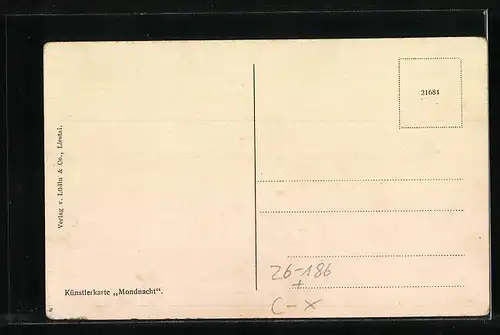 21684
Verlag v. Lüdin & Co., Liestal.
26-186
+
C-X
Künstlerkarte „Mondnacht“.